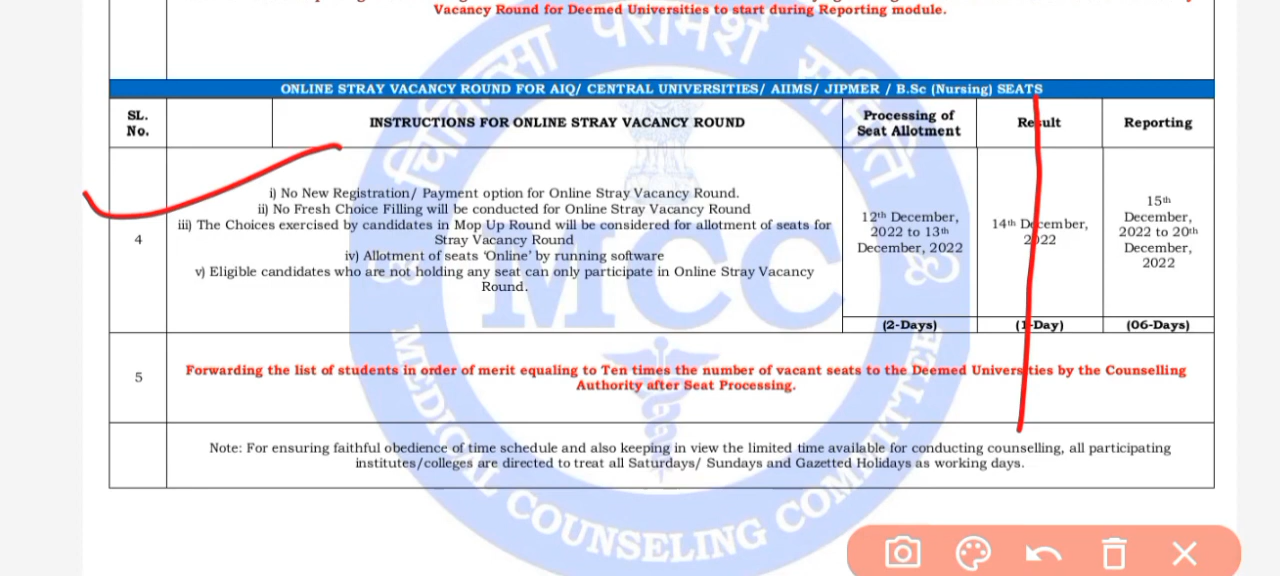 Vacancy Round for Deemed Universities to start during Reporting module.
ONLINE STRAY VACANCY ROUND FOR AIQ/ CENTRAL UNIVERSITIES/ AIIMS/ JIPMER / B.Sc (Nursing) SEATS
SL.
No.
INSTRUCTIONS FOR ONLINE STRAY VACANCY ROUND
Processing of
Seat Allotment
Result
Reporting
4
i) No New Registration/ Payment option for Online Stray Vacancy Round.
ii) No Fresh Choice Filling will be conducted for Online Stray Vacancy Round
iii) The Choices exercised by candidates in Mop Up Round will be considered for allotment of seats for
Stray Vacancy Round
iv) Allotment of seats ‘Online’ by running software
v) Eligible candidates who are not holding any seat can only participate in Online Stray Vacancy
Round.
12th December,
2022 to 13th
December, 2022
14th December,
2022
15th
December,
2022 to 20th
December,
2022
(2-Days)
(1-Day)
(06-Days)
5
Forwarding the list of students in order of merit equaling to Ten times the number of vacant seats to the Deemed Universities by the Counselling
Authority after Seat Processing.
Note: For ensuring faithful obedience of time schedule and also keeping in view the limited time available for conducting counselling, all participating
institutes/colleges are directed to treat all Saturdays/ Sundays and Gazetted Holidays as working days.
चिकित्सा परामर्श समिति
MCC
MEDICAL COUNSELING COMMITTEE